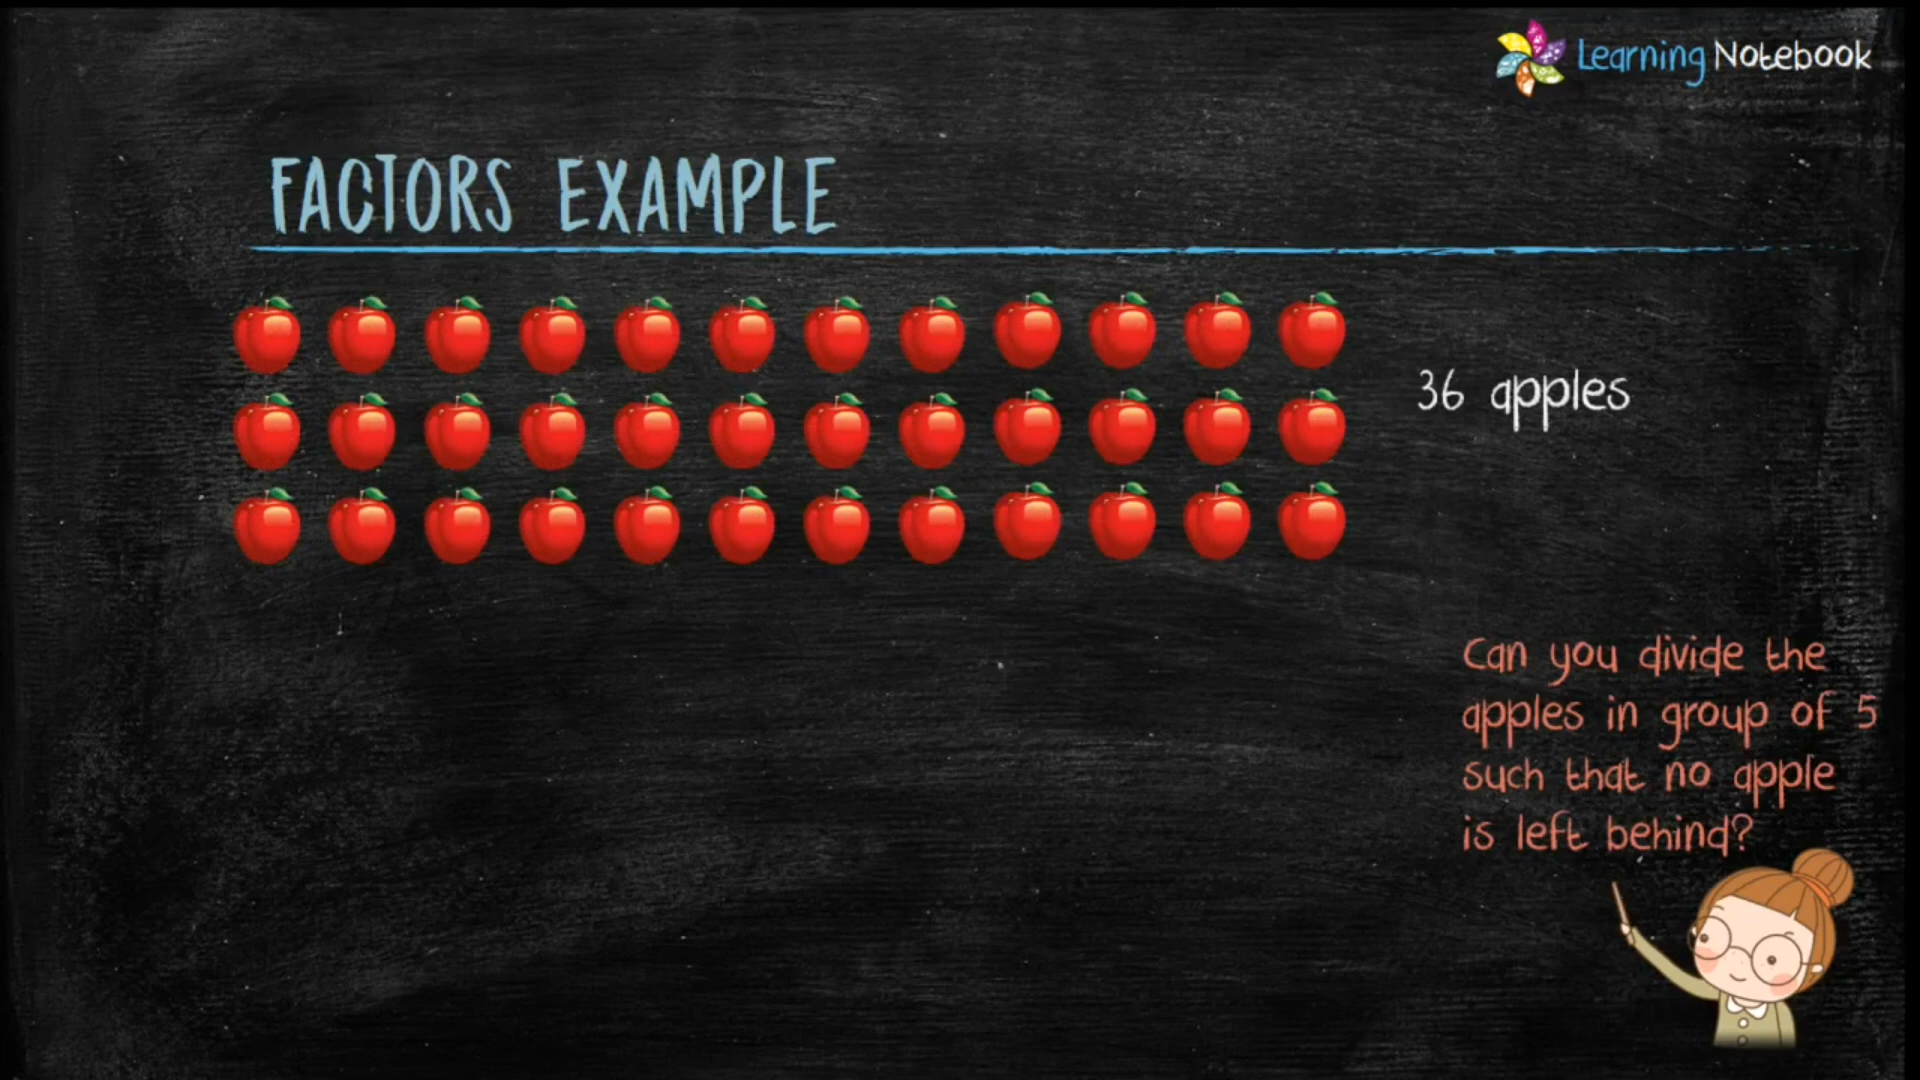 Learning Notebook
FACTORS EXAMPLE
36 apples
Can you divide the
apples in group of 5
such that no apple
is left behind?